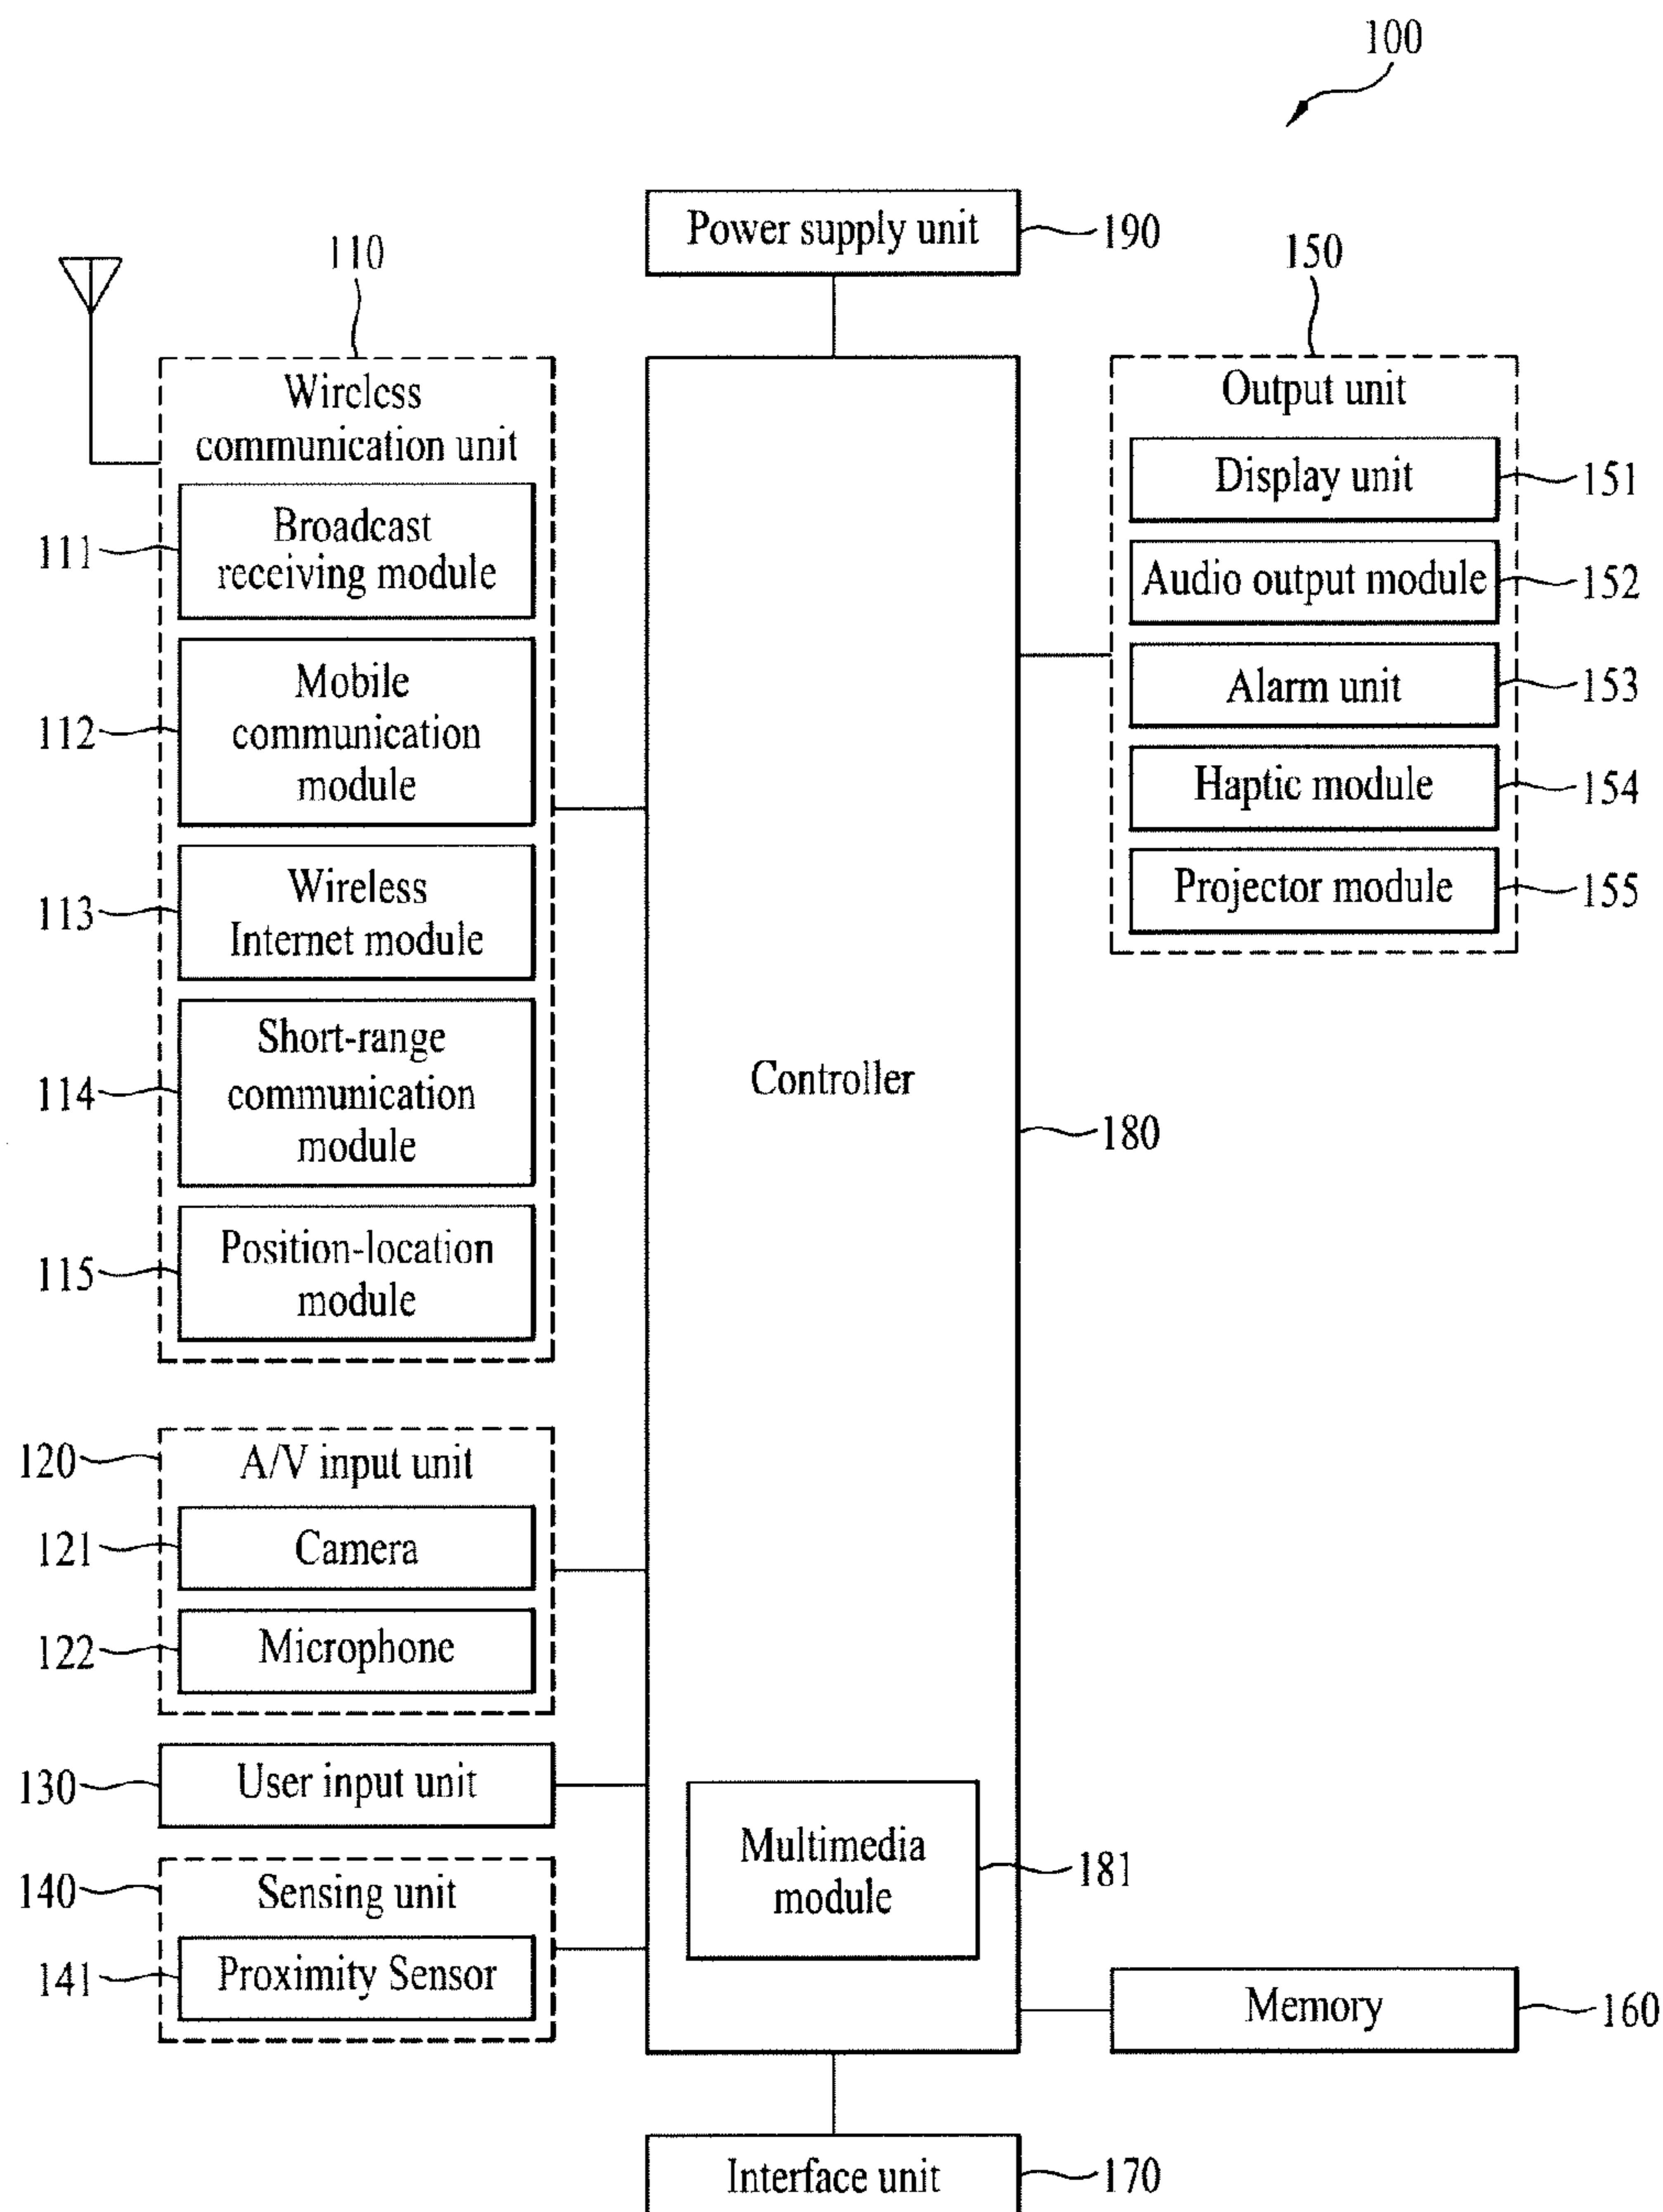 100
Power supply unit
190
110
150
Wireless
communication unit
Broadcast
receiving module
111
Mobile
communication
module
112
Wireless
Internet module
113
Short-range
communication
module
114
Position-location
module
115
A/V input unit
120
Camera
121
Microphone
122
User input unit
130
Sensing unit
140
Proximity Sensor
141
Controller
180
Multimedia
module
181
Output unit
Display unit
151
Audio output module
152
Alarm unit
153
Haptic module
154
Projector module
155
Memory
160
Interface unit
170